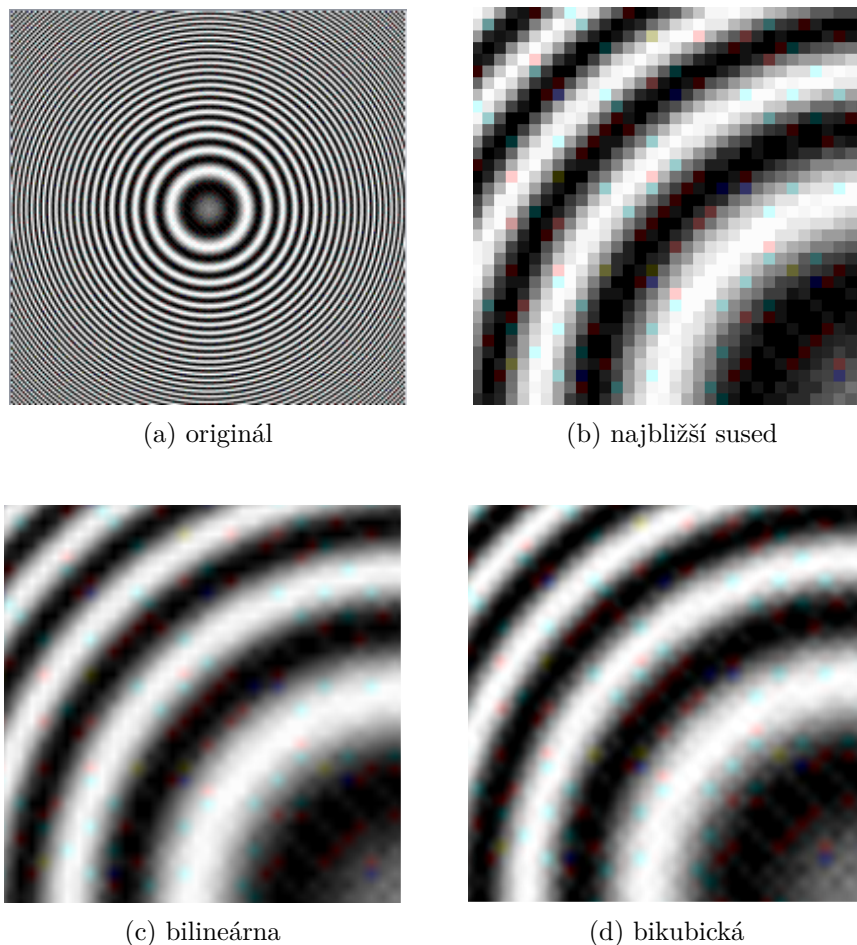 (a) originál
(b) najbližší sused
(c) bilineárna
(d) bikubická